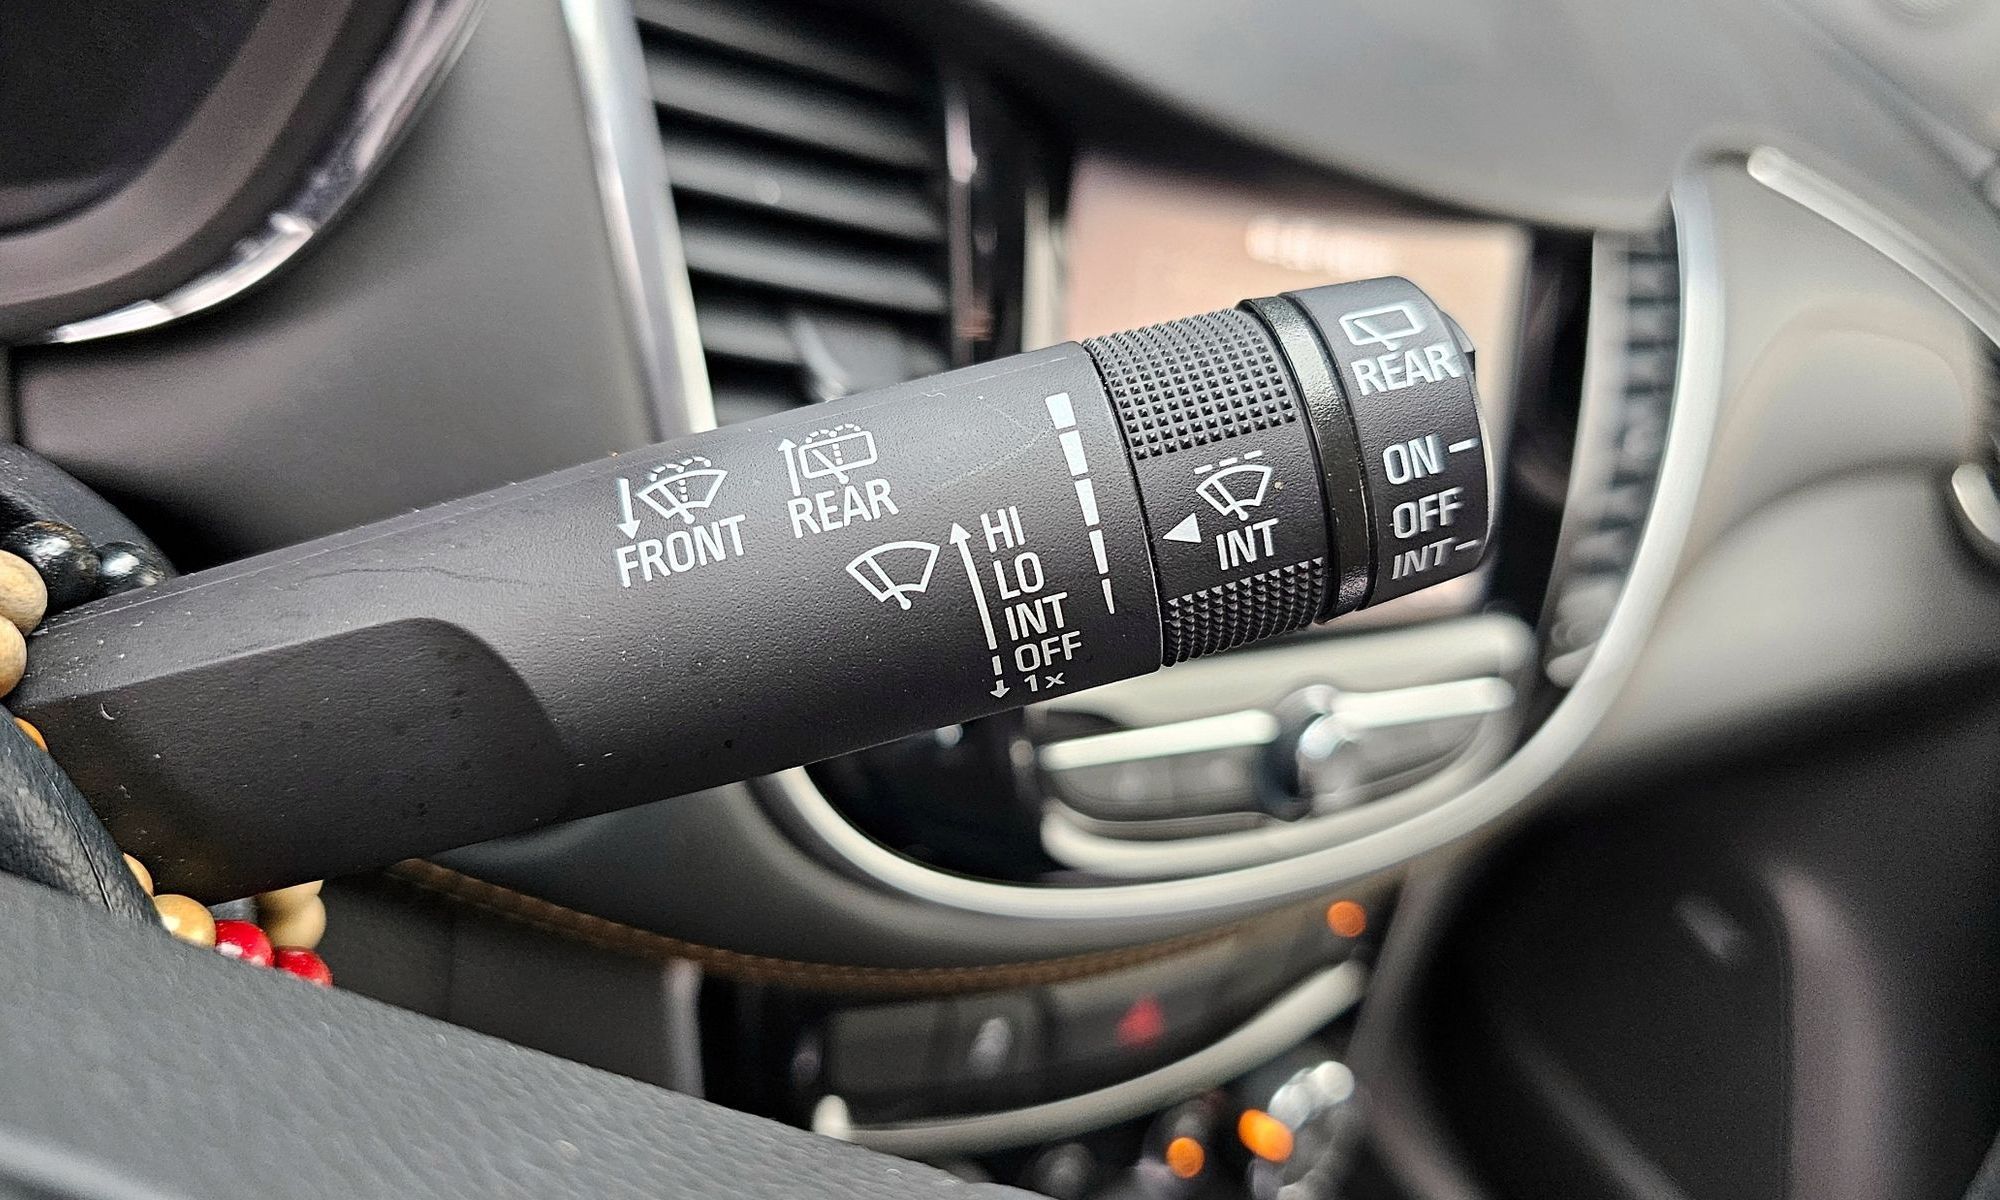 FRONT
REAR
HI
LO
INT
OFF
1x
INT
REAR
ON
OFF
INT